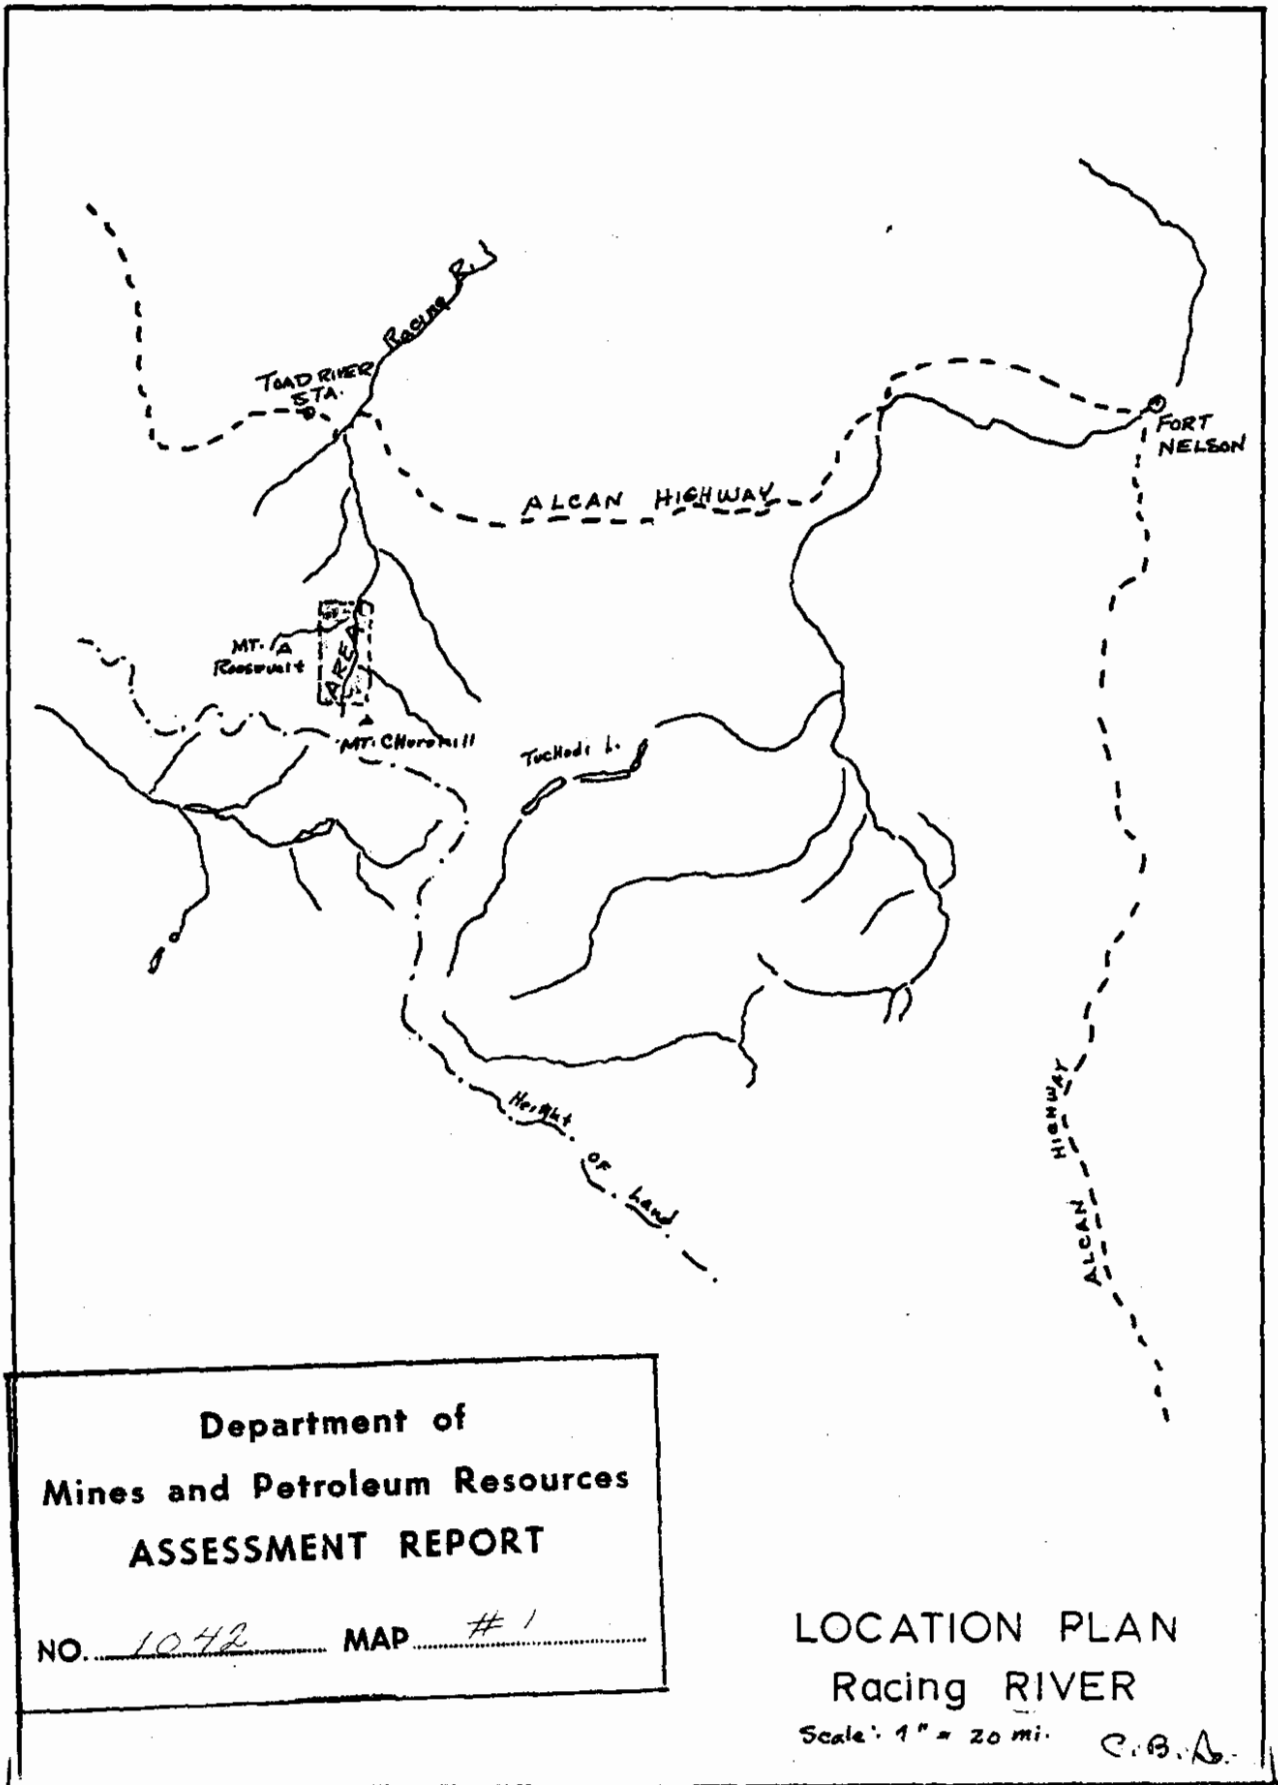 Racing R.
TOAD RIVER
STA.
FORT
NELSON
ALCAN HIGHWAY
MT.
Roosevelt
AREA
MT. CHurchill
TucHodi L.
Height
OF Land
ALCAN HIGHWAY
Department of
Mines and Petroleum Resources
ASSESSMENT REPORT
NO. 1042 MAP #1
LOCATION PLAN
Racing RIVER
Scale: 1" = 20 mi.